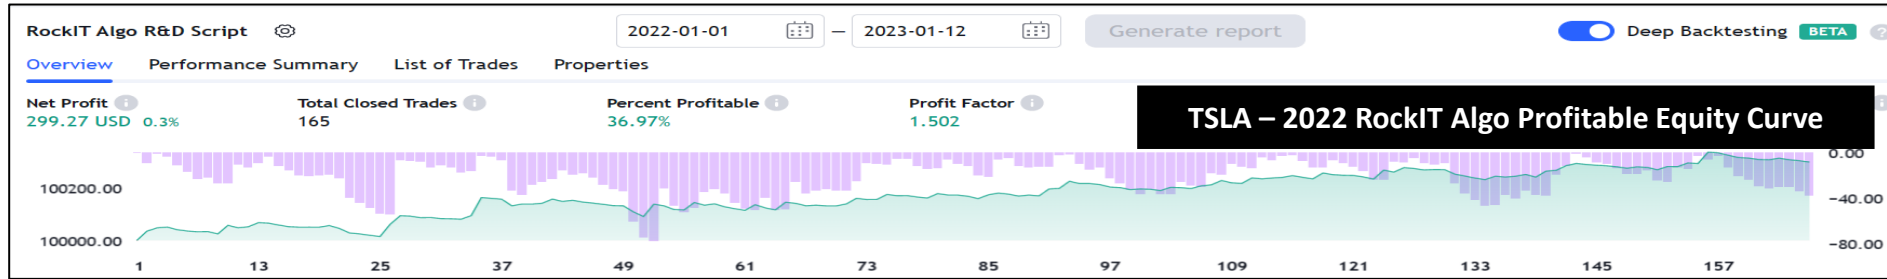 RockIT Algo R&D Script 2022-01-01 — 2023-01-12 Generate report Deep Backtesting BETA ?
Overview Performance Summary List of Trades Properties
Net Profit Total Closed Trades Percent Profitable Profit Factor
299.27 USD 0.3% 165 36.97% 1.502
TSLA – 2022 RockIT Algo Profitable Equity Curve
0.00
100200.00
-40.00
100000.00
-80.00
1 13 25 37 49 61 73 85 97 109 121 133 145 157